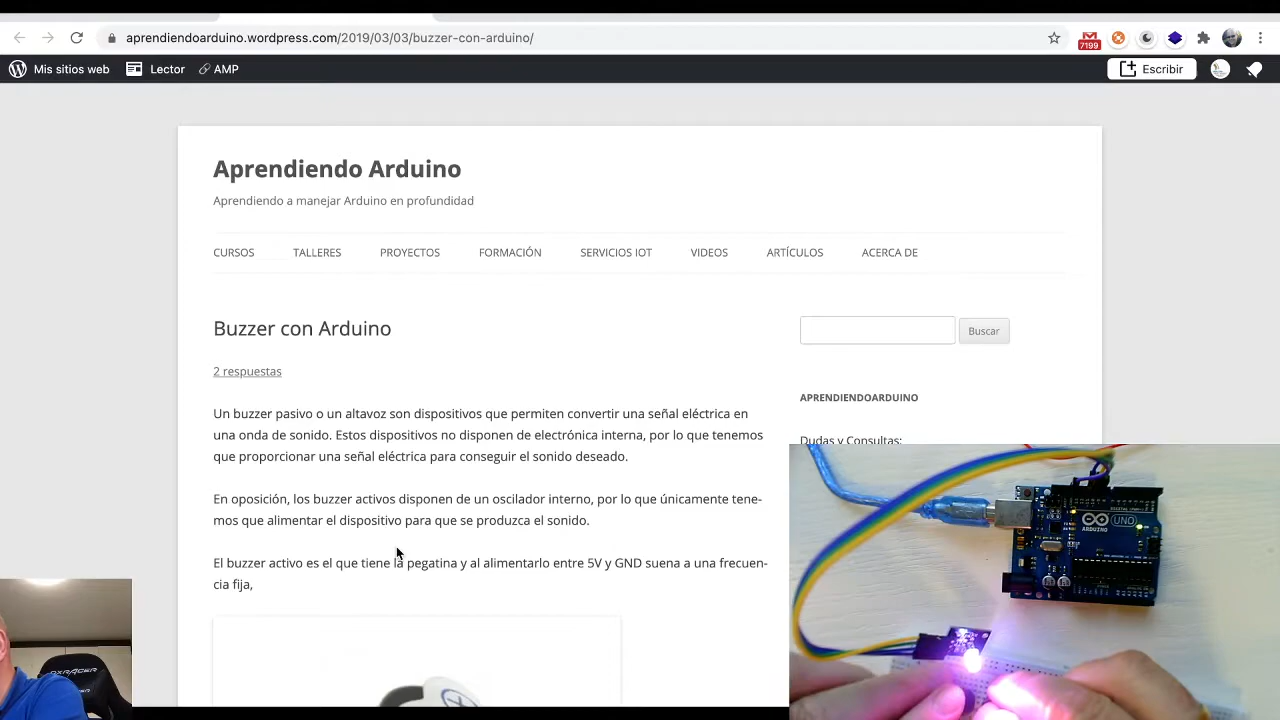 aprendiendoarduino.wordpress.com/2019/03/03/buzzer-con-arduino/
7199
Mis sitios web
Lector
AMP
Escribir
Aprendiendo Arduino
Aprendiendo a manejar Arduino en profundidad
CURSOS TALLERES PROYECTOS FORMACIÓN SERVICIOS IOT VIDEOS ARTÍCULOS ACERCA DE
Buzzer con Arduino
Buscar
2 respuestas
APRENDIENDOARDUINO
Un buzzer pasivo o un altavoz son dispositivos que permiten convertir una señal eléctrica en
una onda de sonido. Estos dispositivos no disponen de electrónica interna, por lo que tenemos
que proporcionar una señal eléctrica para conseguir el sonido deseado.
Dudas y Consultas:
En oposición, los buzzer activos disponen de un oscilador interno, por lo que únicamente tene-
mos que alimentar el dispositivo para que se produzca el sonido.
El buzzer activo es el que tiene la pegatina y al alimentarlo entre 5V y GND suena a una frecuen-
cia fija,
UNO
ARDUINO
DXRACER